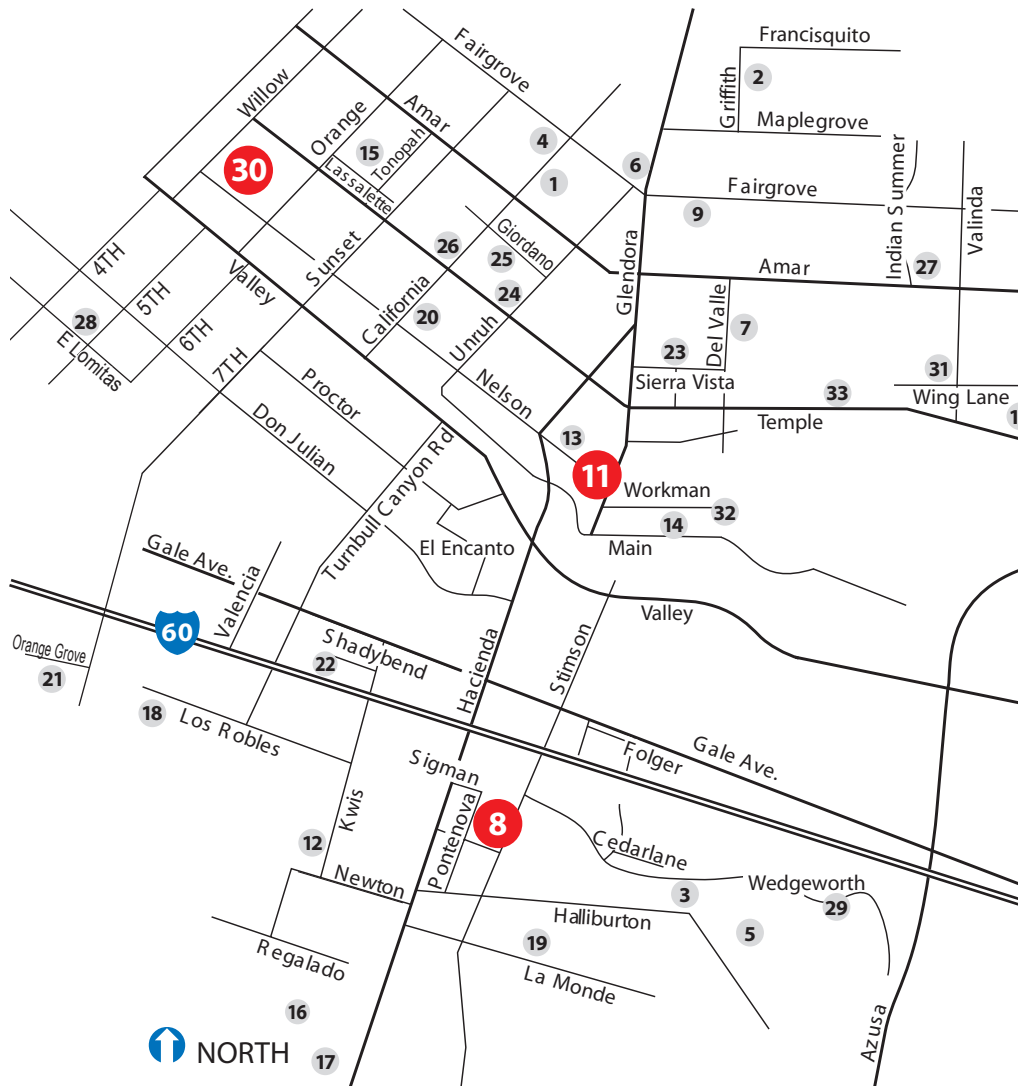 Francisquito
Fairgrove
2
Griffith
Willow
Amar
Maplegrove
Orange
4
15
Tonopah
6
30
Lassalette
1
Fairgrove
Indian Summer
Valinda
9
Giordano
4TH
Sunset
26
25
Glendora
Amar
27
Valley
5TH
California
24
28
20
Del Valle
7
6TH
Unruh
23
E Lomitas
7TH
Nelson
Sierra Vista
31
Proctor
33
Wing Lane
1
Don Julian
Temple
13
11
Turnbull Canyon Rd
Workman
32
14
El Encanto
Main
Gale Ave.
Valencia
Valley
60
Orange Grove
Shadybend
22
Hacienda
Stimson
21
18
Los Robles
Folger
Gale Ave.
Sigman
Kwis
Pontenova
8
12
Cedarlane
Newton
Wedgeworth
3
29
Halliburton
5
19
Regalado
La Monde
16
Azusa
NORTH
17